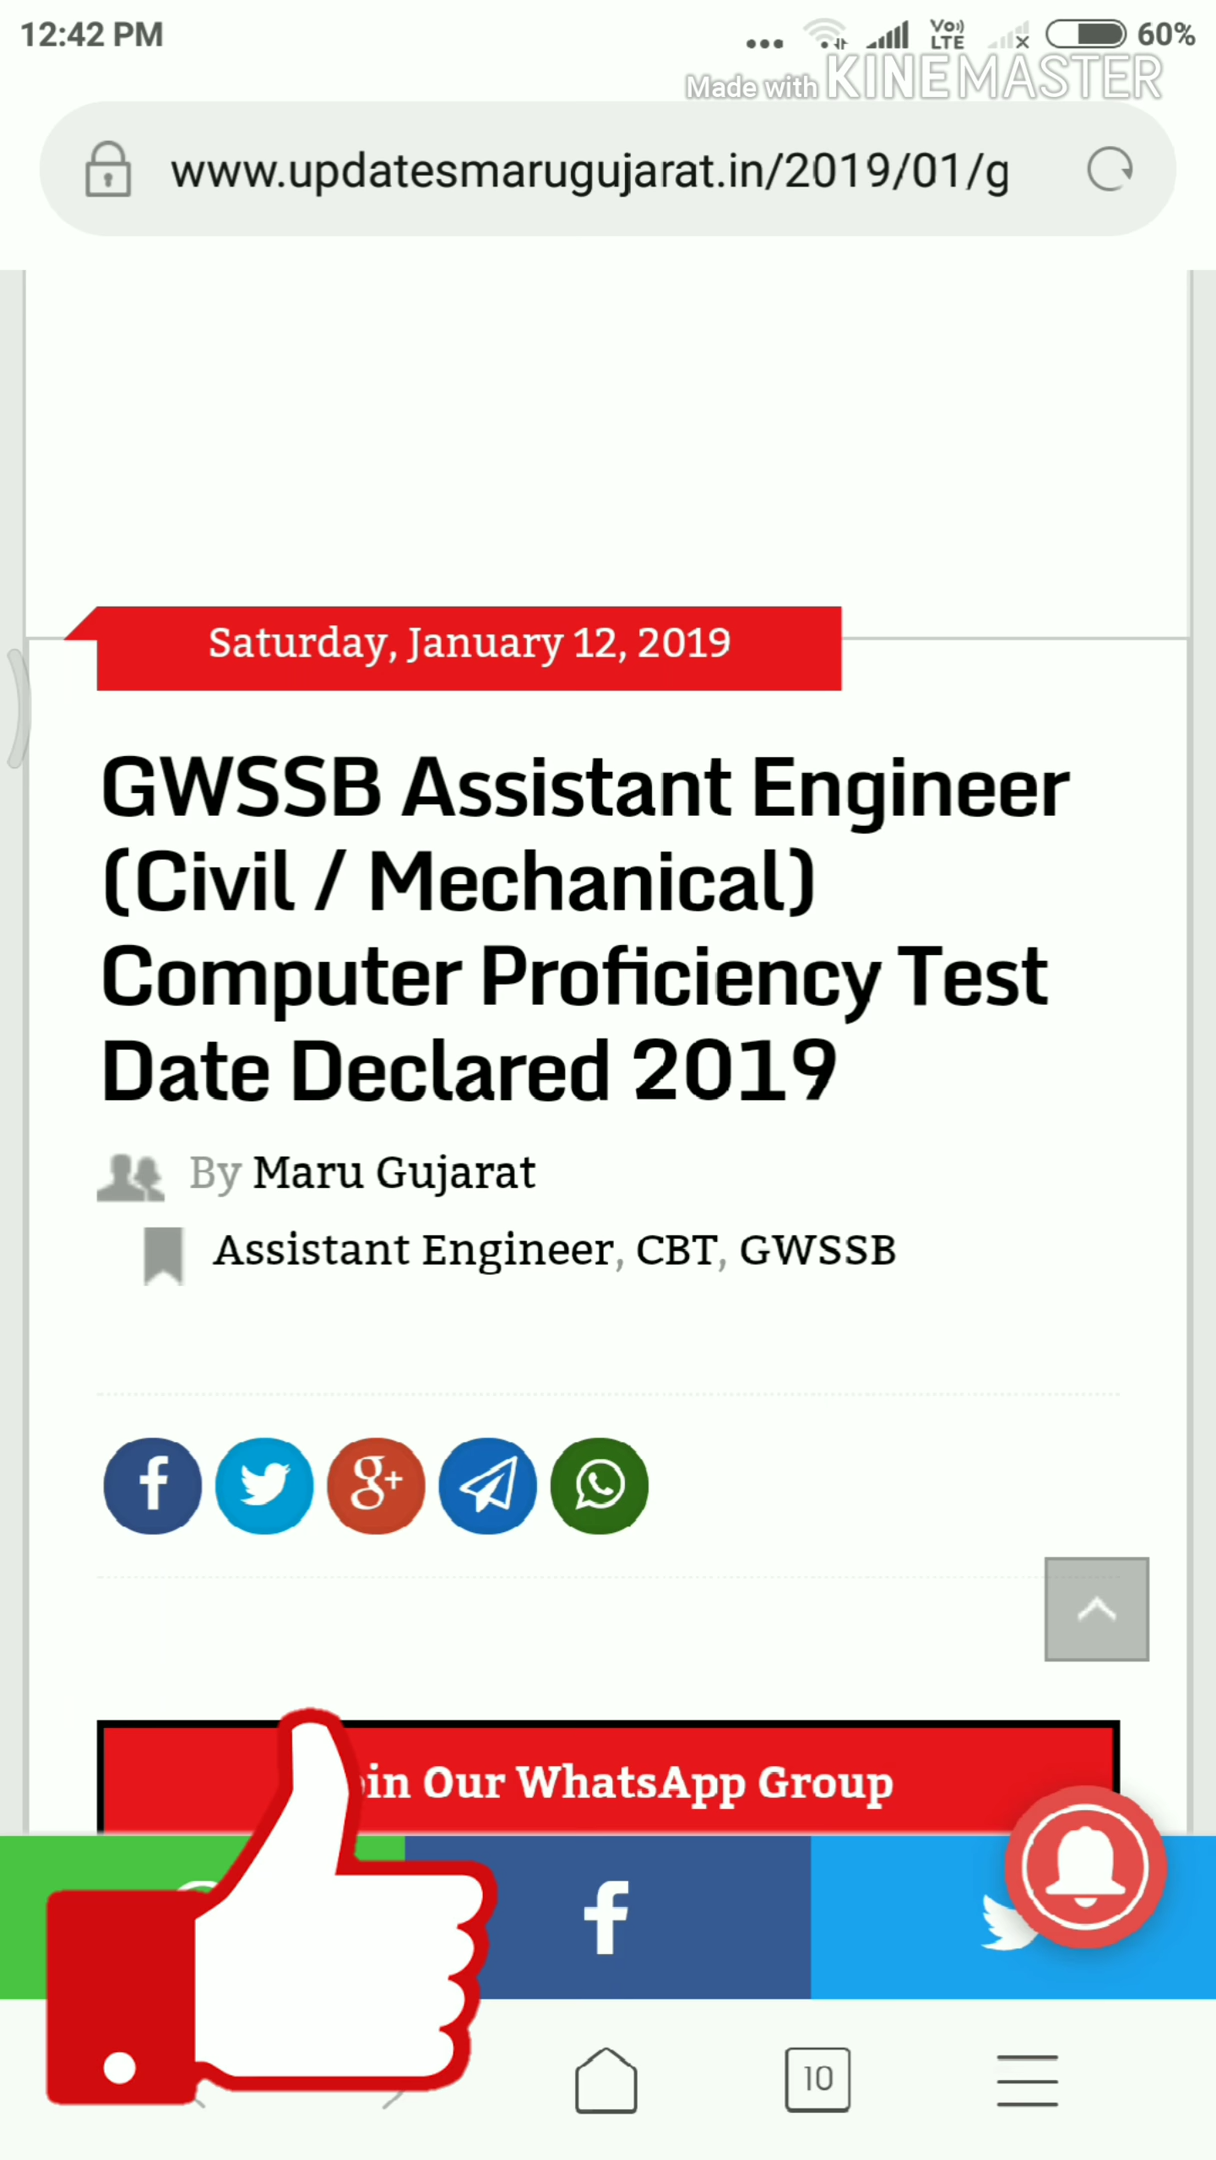 12:42 PM
Vo)) LTE
60%
Made with KINEMASTER
www.updatesmarugujarat.in/2019/01/g
Saturday, January 12, 2019
GWSSB Assistant Engineer
(Civil / Mechanical)
Computer Proficiency Test
Date Declared 2019
By Maru Gujarat
Assistant Engineer, CBT, GWSSB
f
g+
in Our WhatsApp Group
f
10